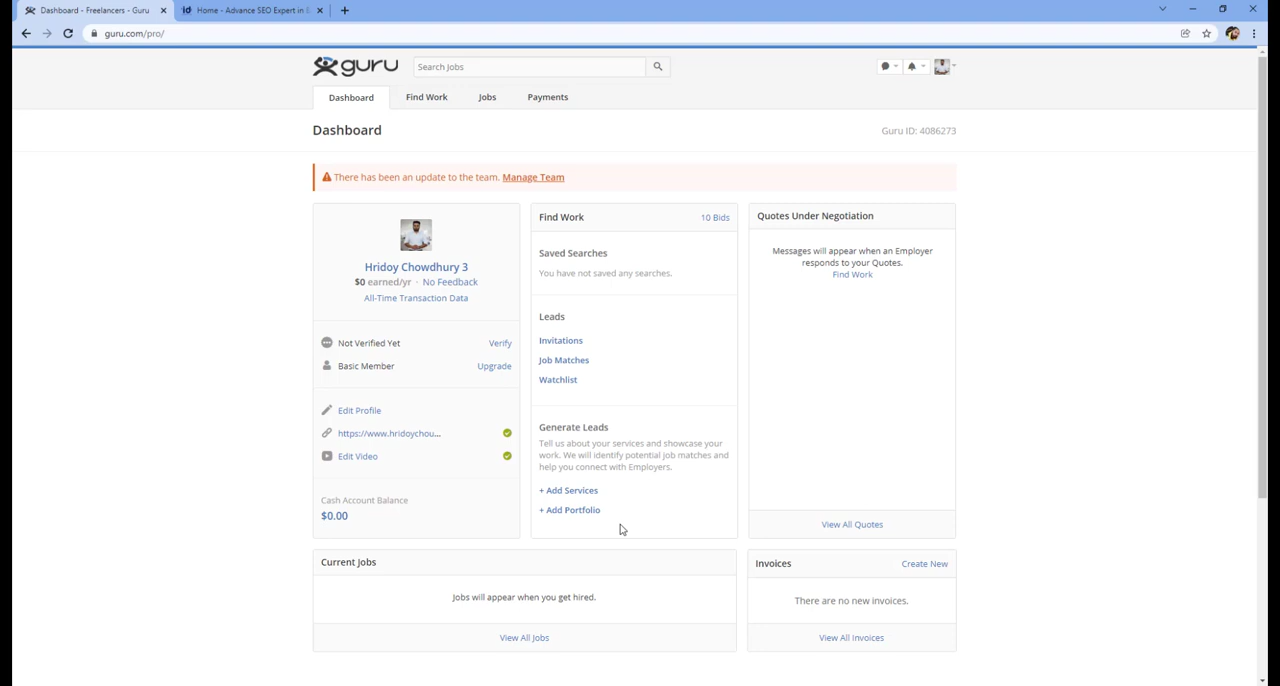 Dashboard - Freelancers - Guru
Home - Advance SEO Expert in
guru.com/pro/
guru
Search Jobs
Dashboard
Find Work
Jobs
Payments
Dashboard
Guru ID: 4086273
There has been an update to the team. Manage Team
Hridoy Chowdhury 3
$0 earned/yr · No Feedback
All-Time Transaction Data
Not Verified Yet
Verify
Basic Member
Upgrade
Edit Profile
https://www.hridoychou...
Edit Video
Cash Account Balance
$0.00
Find Work
10 Bids
Saved Searches
You have not saved any searches.
Leads
Invitations
Job Matches
Watchlist
Generate Leads
Tell us about your services and showcase your
work. We will identify potential job matches and
help you connect with Employers.
+ Add Services
+ Add Portfolio
Quotes Under Negotiation
Messages will appear when an Employer
responds to your Quotes.
Find Work
View All Quotes
Current Jobs
Jobs will appear when you get hired.
View All Jobs
Invoices
Create New
There are no new invoices.
View All Invoices